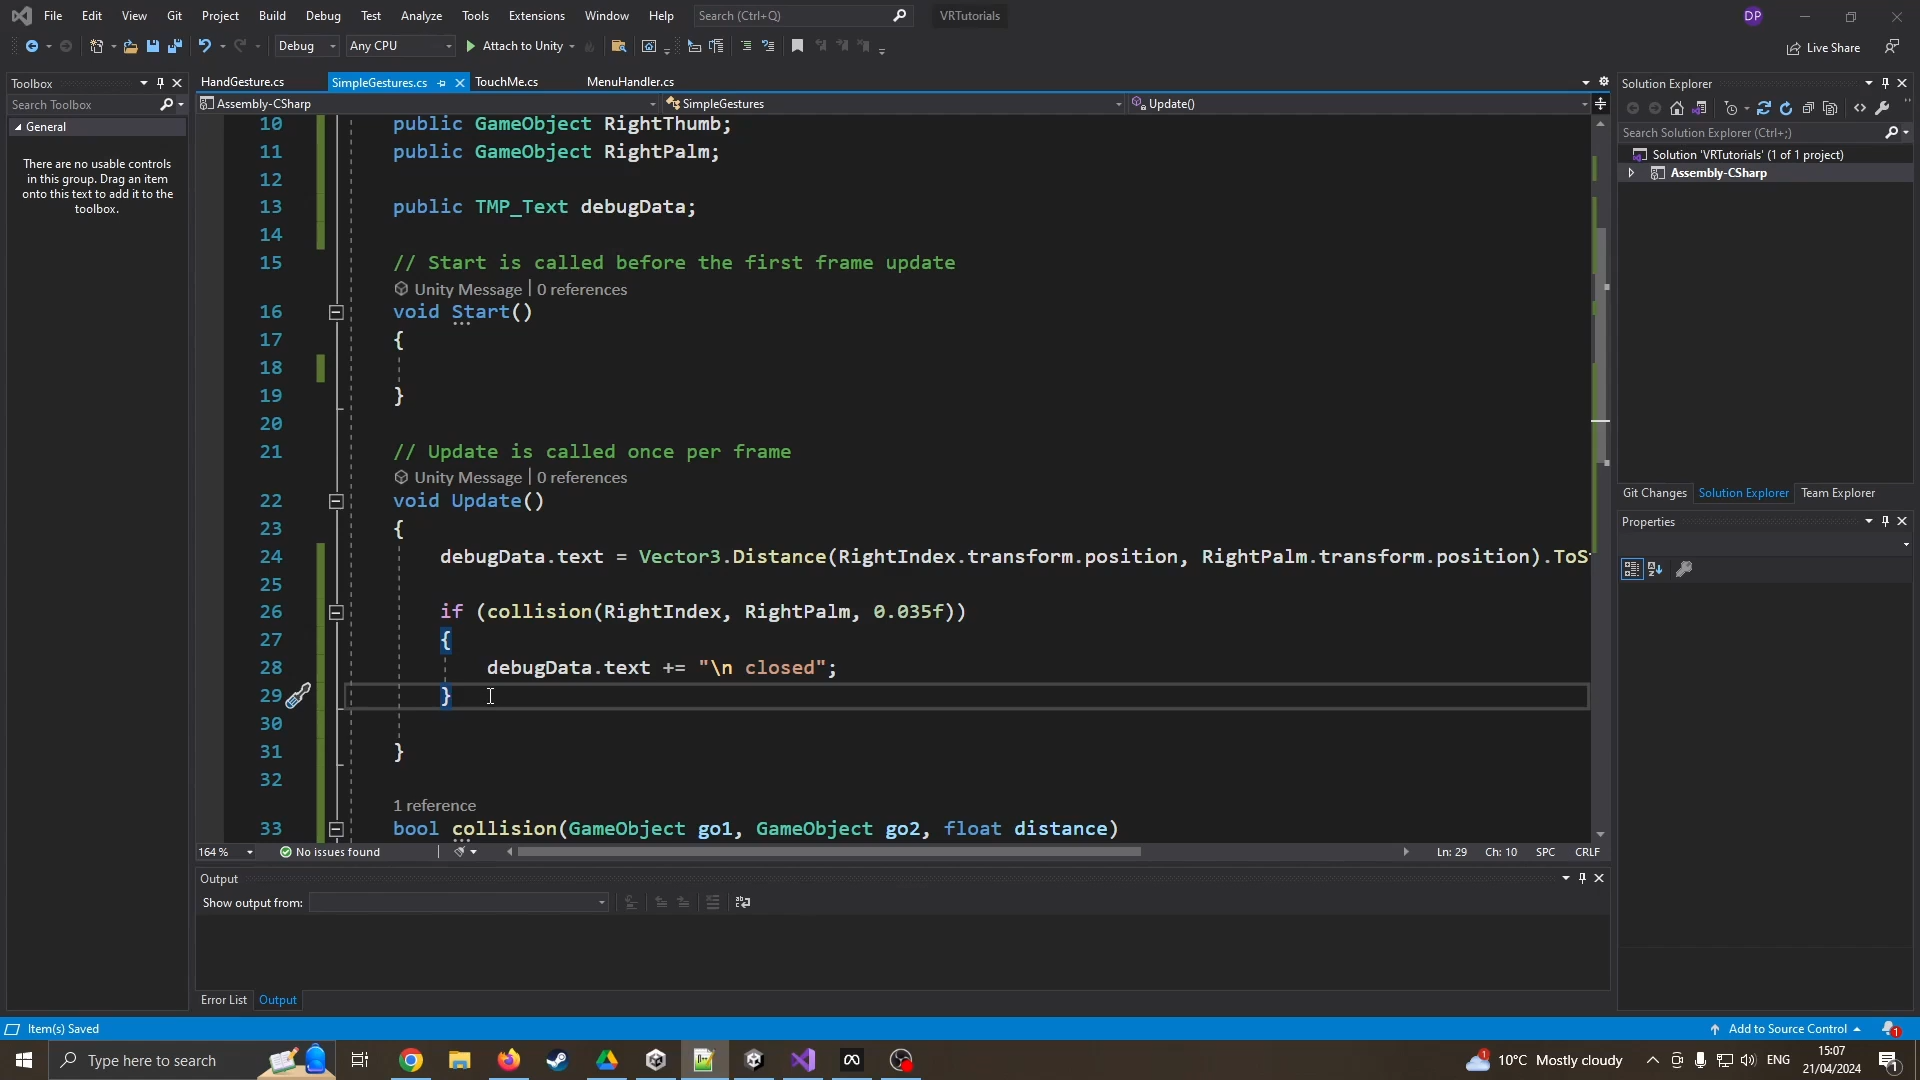 File Edit View Git Project Build Debug Test Analyze Tools Extensions Window Help Search (Ctrl+Q) VRTutorials DP
Debug Any CPU Attach to Unity Live Share
Toolbox
Search Toolbox
General
There are no usable controls
in this group. Drag an item
onto this text to add it to the
toolbox.
HandGesture.cs SimpleGestures.cs TouchMe.cs MenuHandler.cs
Assembly-CSharp SimpleGestures Update()
10 public GameObject RightThumb;
11 public GameObject RightPalm;
12
13 public TMP_Text debugData;
14
15 // Start is called before the first frame update
Unity Message | 0 references
16 void Start()
17 {
18
19 }
20
21 // Update is called once per frame
Unity Message | 0 references
22 void Update()
23 {
24 debugData.text = Vector3.Distance(RightIndex.transform.position, RightPalm.transform.position).ToSt
25
26 if (collision(RightIndex, RightPalm, 0.035f))
27 {
28 debugData.text += "\n closed";
29 }
30
31 }
32
1 reference
33 bool collision(GameObject go1, GameObject go2, float distance)
164 % No issues found Ln: 29 Ch: 10 SPC CRLF
Output
Show output from:
Error List Output
Solution Explorer
Search Solution Explorer (Ctrl+;)
Solution 'VRTutorials' (1 of 1 project)
Assembly-CSharp
Git Changes Solution Explorer Team Explorer
Properties
Item(s) Saved Add to Source Control 1
Type here to search 1 10°C Mostly cloudy ENG 15:07
21/04/2024 1